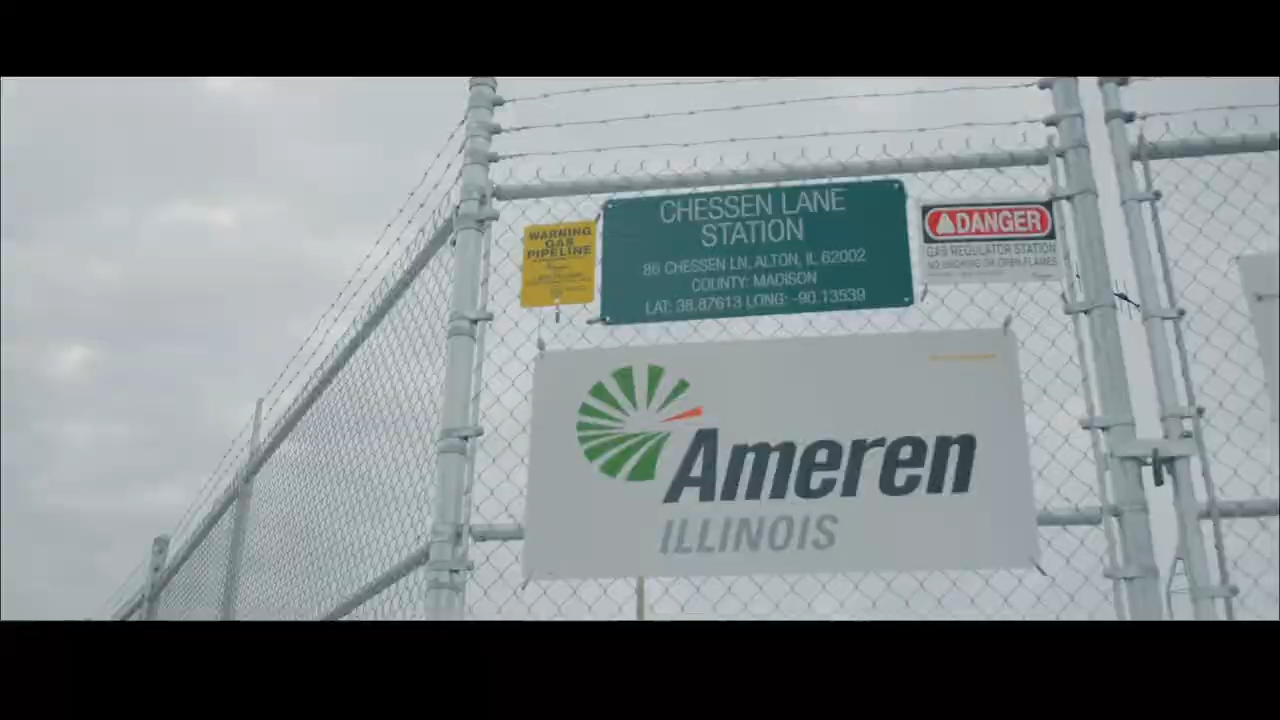 WARNING
GAS
PIPELINE
CHESSEN LANE
STATION
86 CHESSEN LN, ALTON, IL 62002
COUNTY: MADISON
LAT: 38.87613 LONG: -90.13539
DANGER
GAS REGULATOR STATION
NO SMOKING OR OPEN FLAMES
Ameren
ILLINOIS